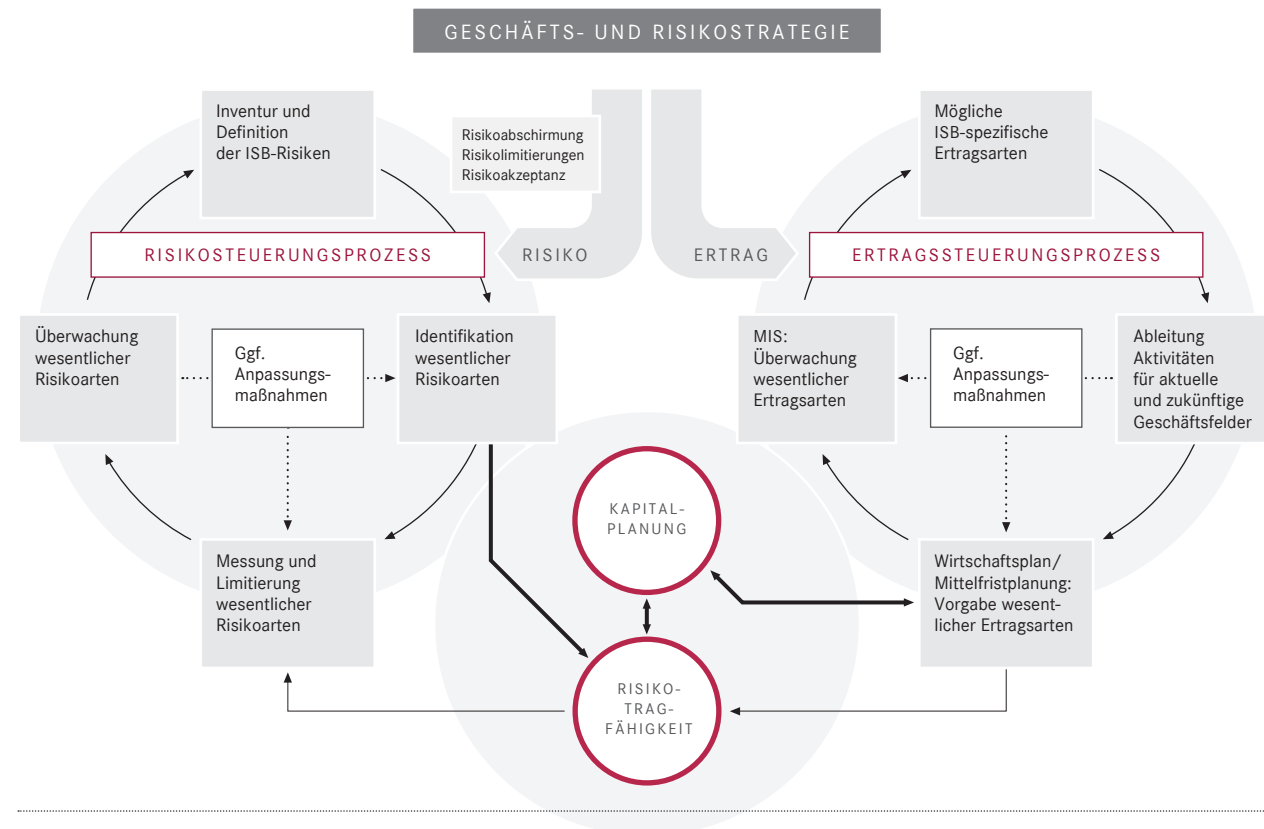 GESCHÄFTS- UND RISIKOSTRATEGIE
Inventur und
Definition
der ISB-Risiken
Risikoabschirmung
Risikolimitierungen
Risikoakzeptanz
Mögliche
ISB-spezifische
Ertragsarten
RISIKOSTEUERUNGSPROZESS
RISIKO
ERTRAG
ERTRAGSSTEUERUNGSPROZESS
Überwachung
wesentlicher
Risikoarten
Ggf.
Anpassungs-
maßnahmen
Identifikation
wesentlicher
Risikoarten
MIS:
Überwachung
wesentlicher
Ertragsarten
Ggf.
Anpassungs-
maßnahmen
Ableitung
Aktivitäten
für aktuelle
und zukünftige
Geschäftsfelder
KAPITAL-
PLANUNG
Messung und
Limitierung
wesentlicher
Risikoarten
Wirtschaftsplan/
Mittelfristplanung:
Vorgabe wesent-
licher Ertragsarten
RISIKO-
TRAG-
FÄHIGKEIT